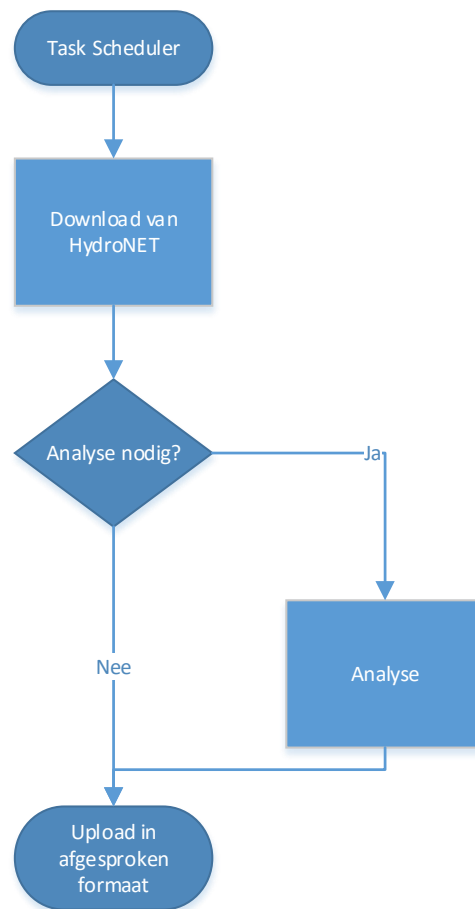 Task Scheduler
Download van
HydroNET
Analyse nodig?
Ja
Nee
Analyse
Upload in
afgesproken
formaat